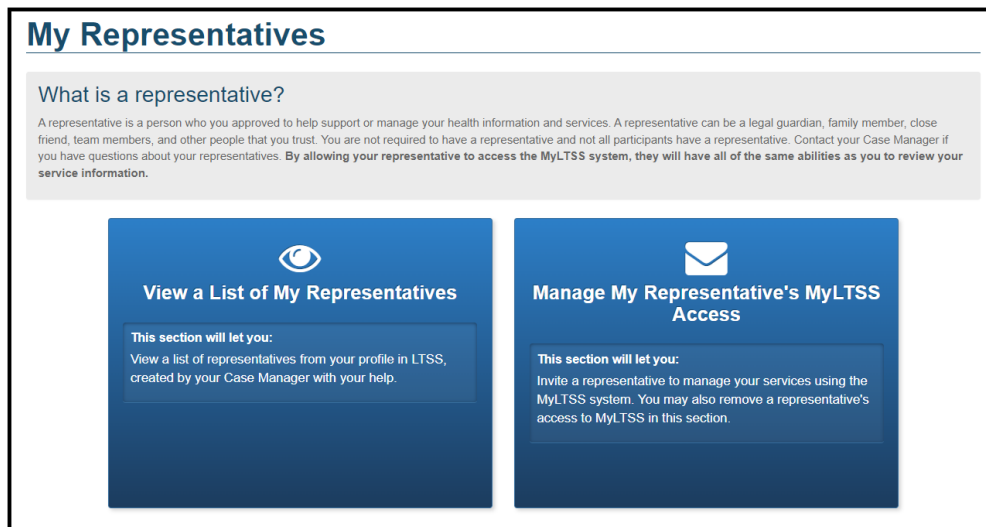 My Representatives
What is a representative?
A representative is a person who you approved to help support or manage your health information and services. A representative can be a legal guardian, family member, close
friend, team members, and other people that you trust. You are not required to have a representative and not all participants have a representative. Contact your Case Manager if
you have questions about your representatives. By allowing your representative to access the MyLTSS system, they will have all of the same abilities as you to review your
service information.
View a List of My Representatives
This section will let you:
View a list of representatives from your profile in LTSS,
created by your Case Manager with your help.
Manage My Representative's MyLTSS
Access
This section will let you:
Invite a representative to manage your services using the
MyLTSS system. You may also remove a representative's
access to MyLTSS in this section.